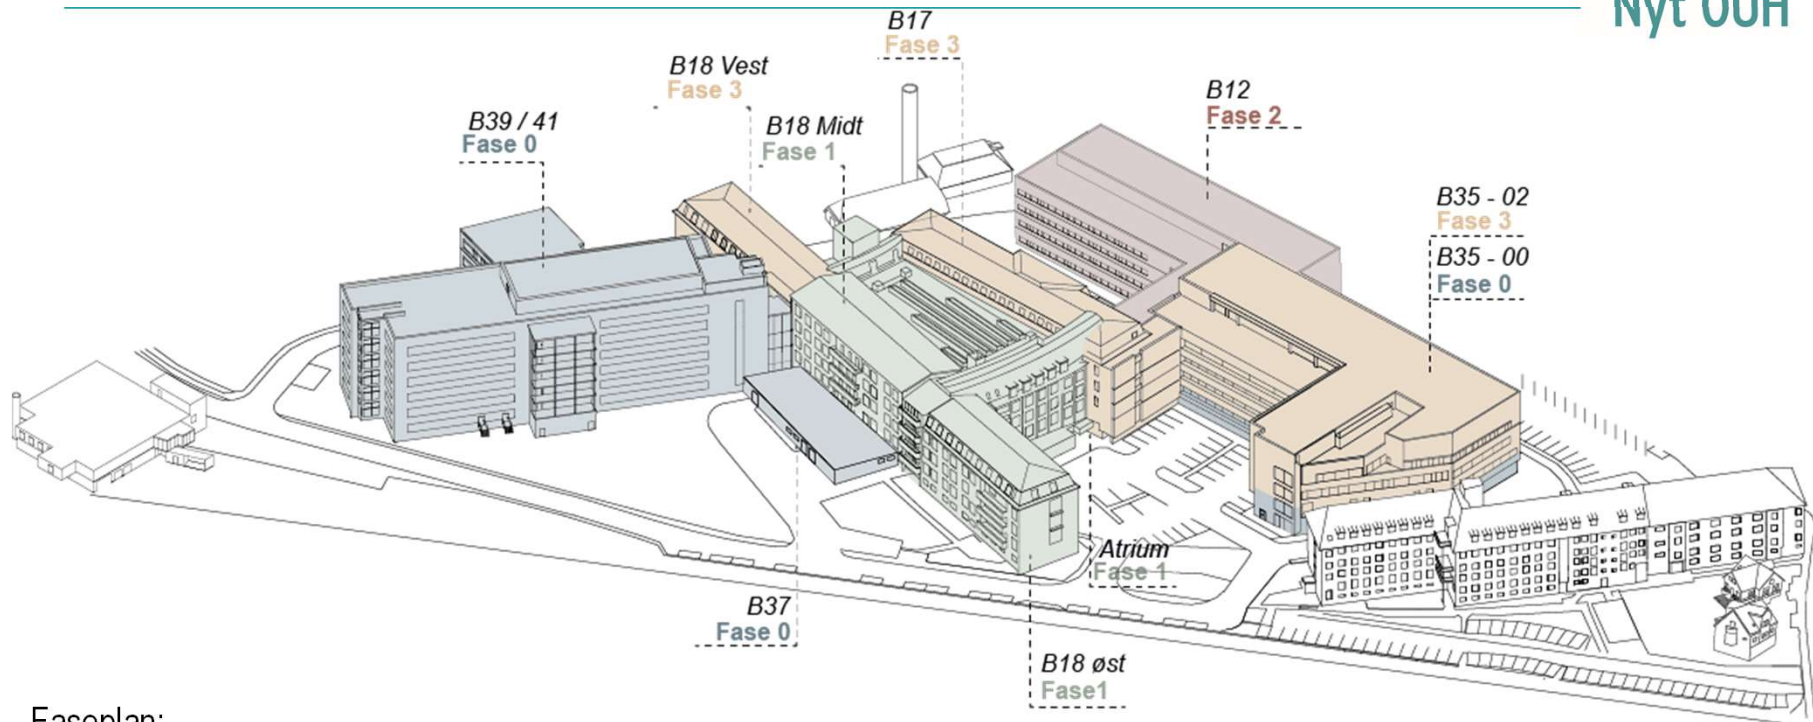 Nyt OUH
B17
Fase 3
B18 Vest
Fase 3
B12
Fase 2
B39 / 41
Fase 0
B18 Midt
Fase 1
B35 - 02
Fase 3
B35 - 00
Fase 0
Atrium
Fase 1
B37
Fase 0
B18 øst
Fase1
Faseplan: